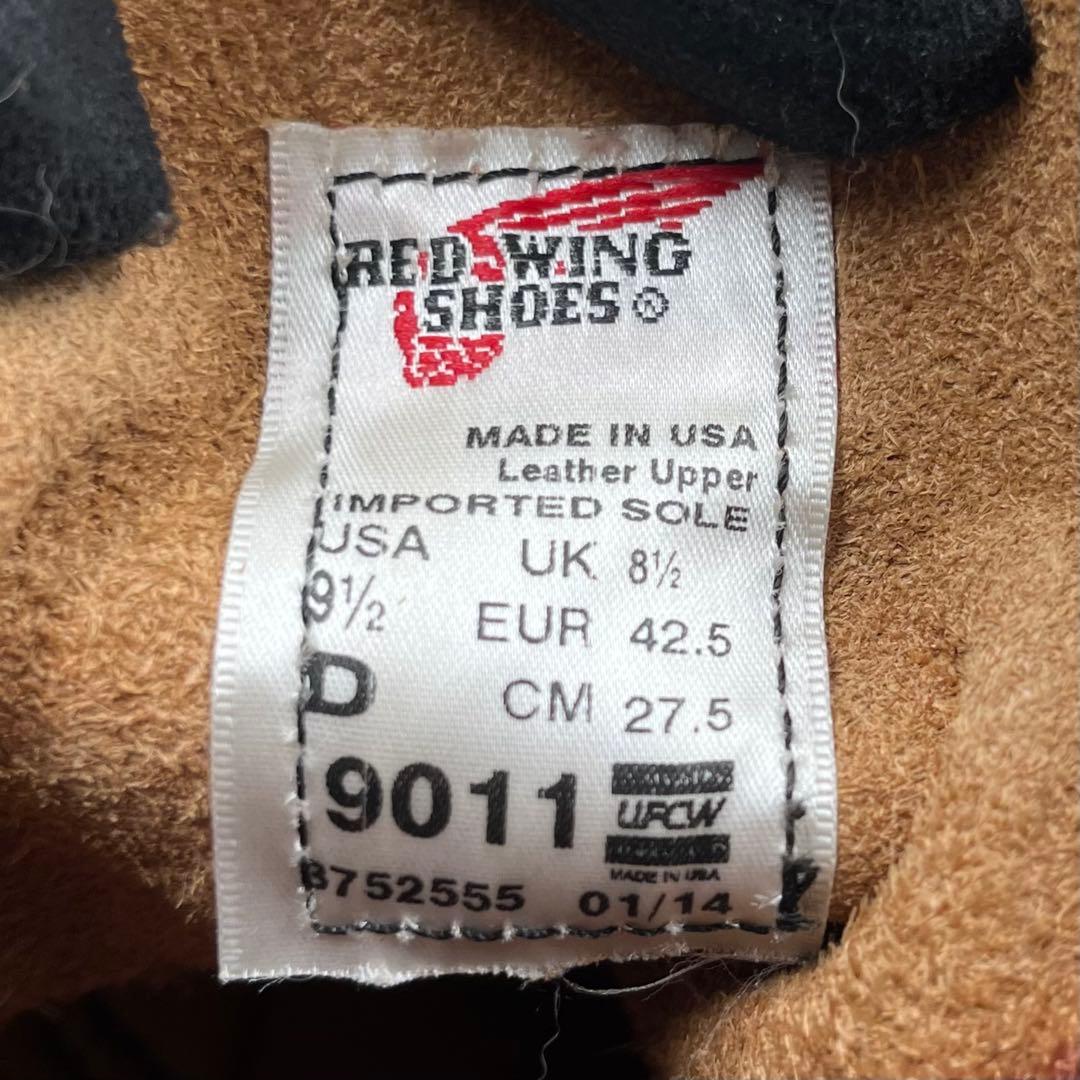 RED WING
SHOES®
MADE IN USA
Leather Upper
IMPORTED SOLE
USA UK 8½
9½ EUR 42.5
D CM 27.5
9011 UFCW
MADE IN USA
3752555 01/14